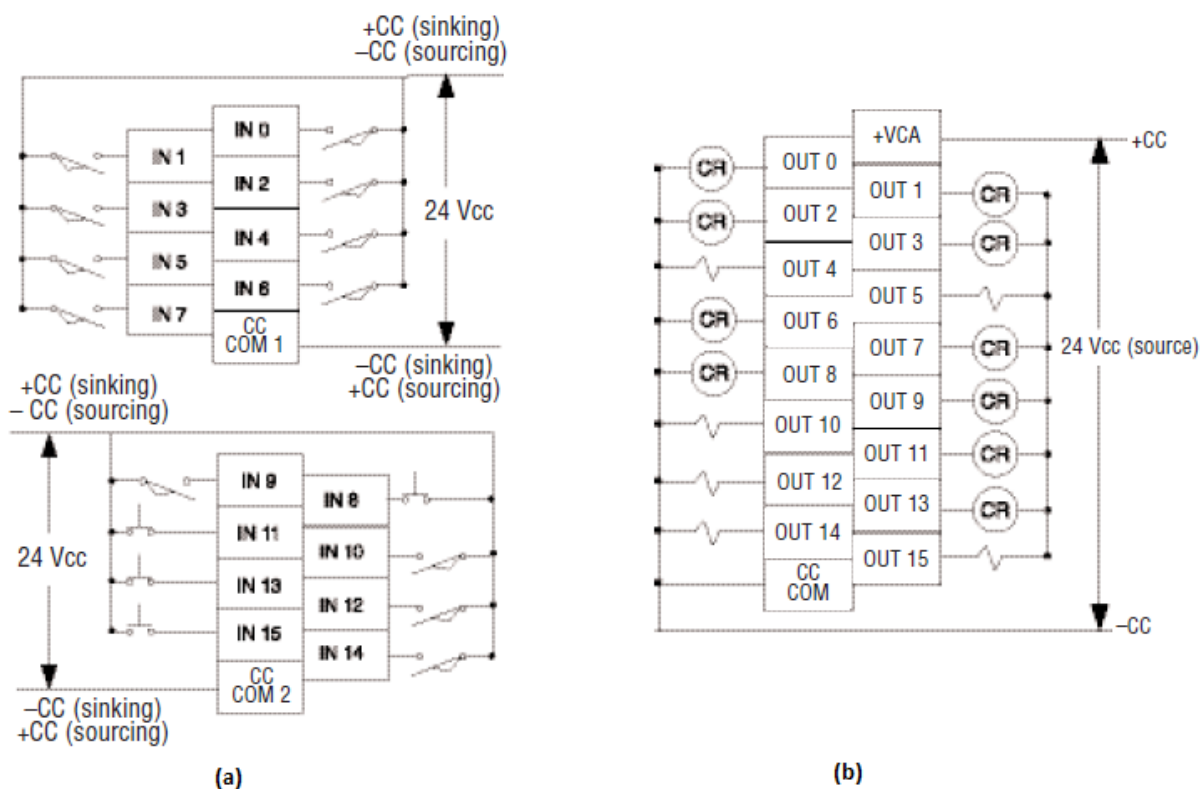 +CC (sinking)
–CC (sourcing)
IN 0
IN 1
IN 2
IN 3
IN 4
IN 5
IN 6
IN 7
CC
COM 1
24 Vcc
–CC (sinking)
+CC (sourcing)
+CC (sinking)
– CC (sourcing)
IN 9
IN 8
IN 11
IN 10
IN 13
IN 12
IN 15
IN 14
CC
COM 2
24 Vcc
–CC (sinking)
+CC (sourcing)
(a)
+VCA
+CC
CR
OUT 0
OUT 1
CR
CR
OUT 2
OUT 3
CR
OUT 4
OUT 5
CR
OUT 6
OUT 7
CR
24 Vcc (source)
CR
OUT 8
OUT 9
CR
OUT 10
OUT 11
CR
OUT 12
OUT 13
CR
OUT 14
OUT 15
CC
COM
–CC
(b)